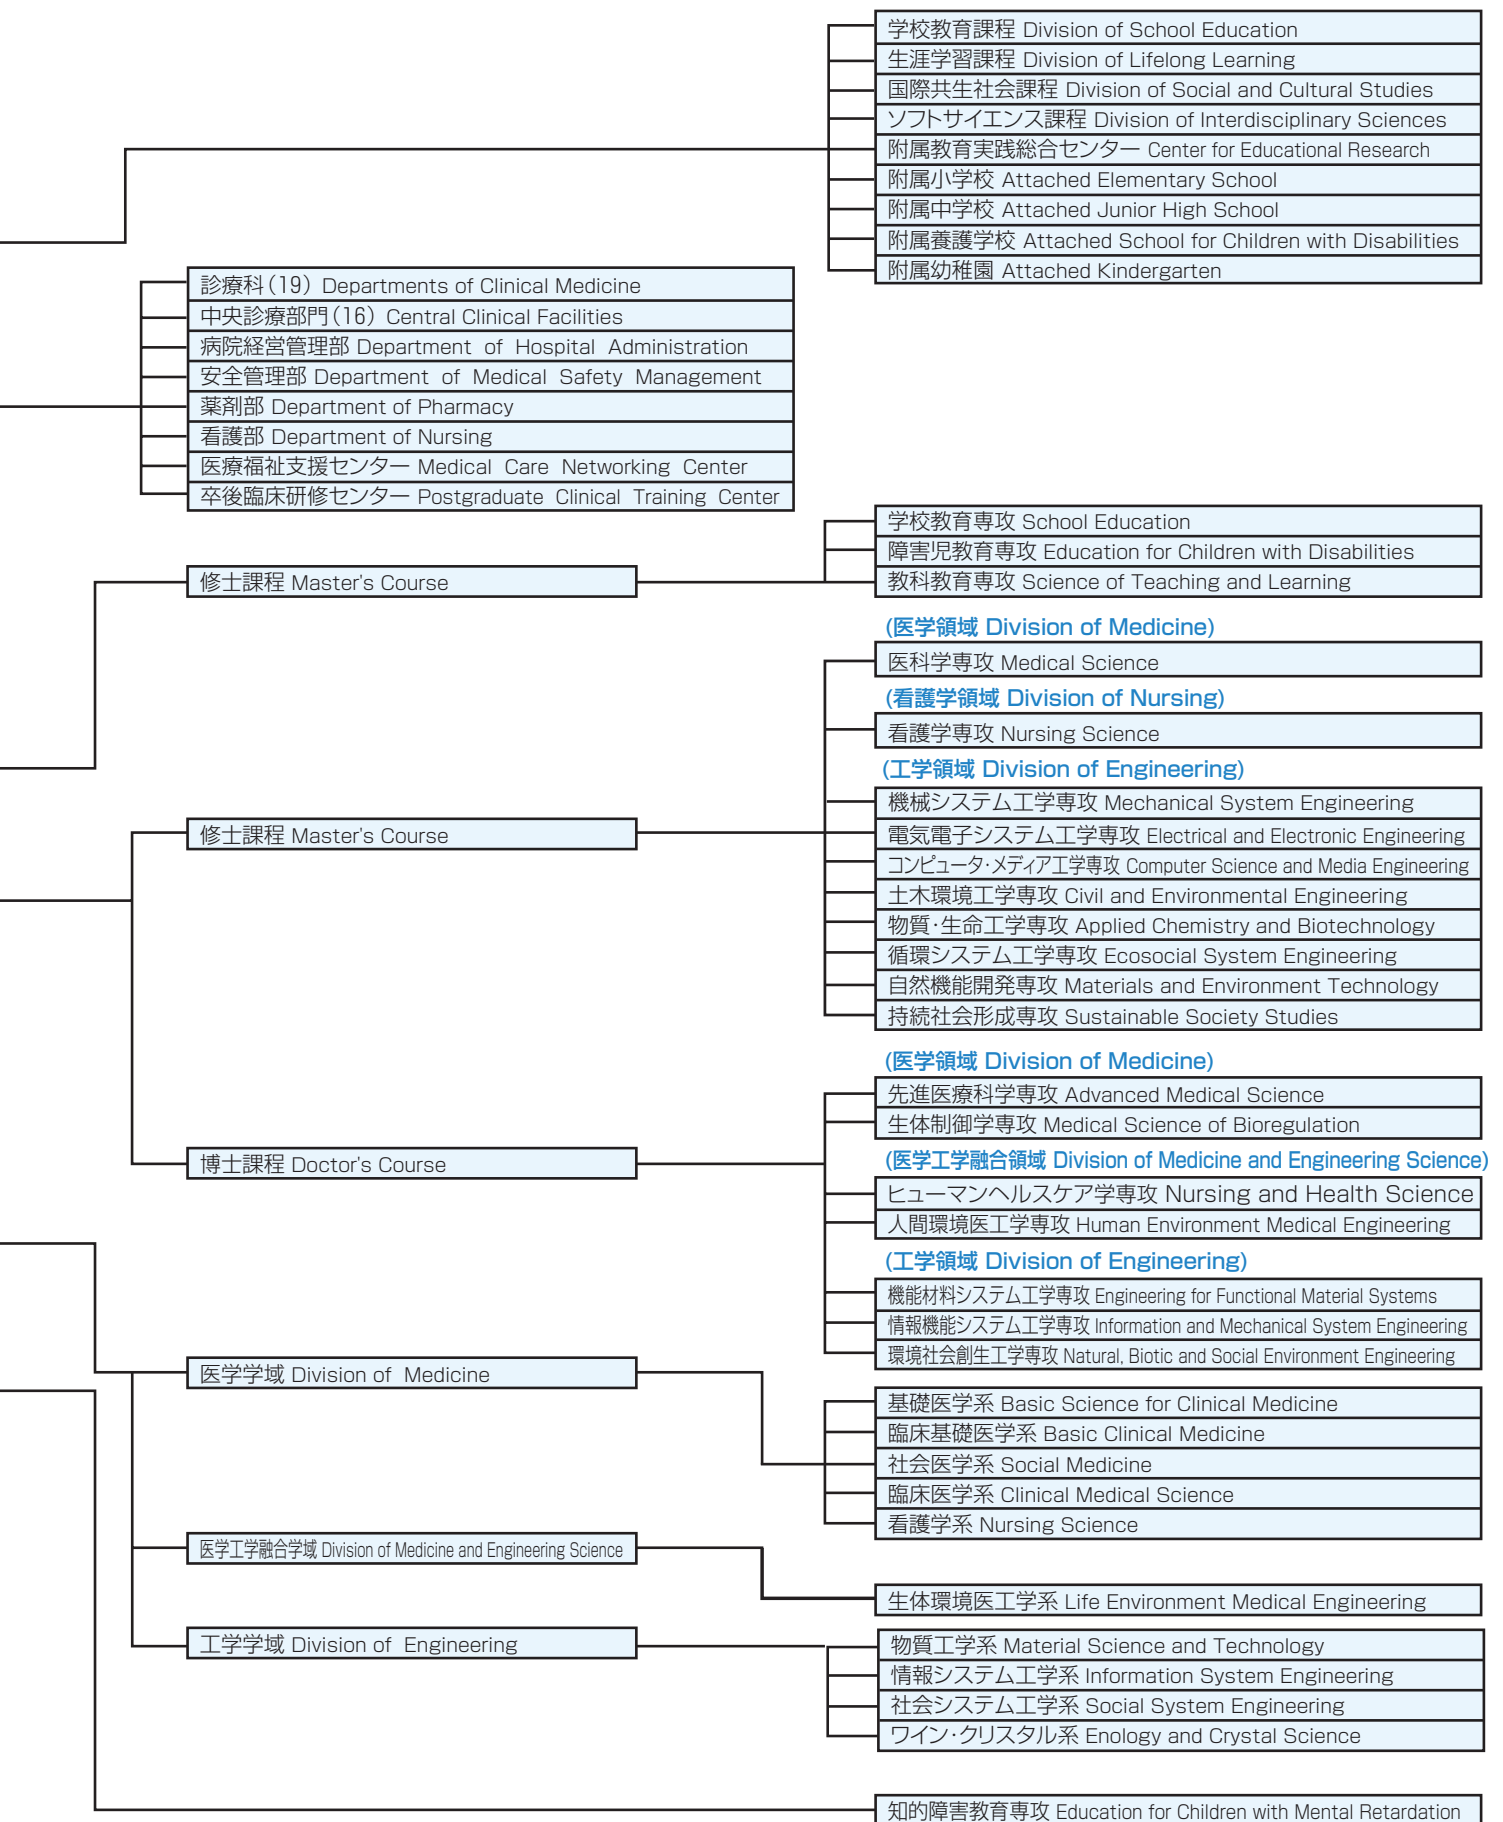 学校教育課程 Division of School Education
生涯学習課程 Division of Lifelong Learning
国際共生社会課程 Division of Social and Cultural Studies
ソフトサイエンス課程 Division of Interdisciplinary Sciences
附属教育実践総合センター Center for Educational Research
附属小学校 Attached Elementary School
附属中学校 Attached Junior High School
附属養護学校 Attached School for Children with Disabilities
附属幼稚園 Attached Kindergarten
診療科(19) Departments of Clinical Medicine
中央診療部門(16) Central Clinical Facilities
病院経営管理部 Department of Hospital Administration
安全管理部 Department of Medical Safety Management
薬剤部 Department of Pharmacy
看護部 Department of Nursing
医療福祉支援センター Medical Care Networking Center
卒後臨床研修センター Postgraduate Clinical Training Center
修士課程 Master's Course
学校教育専攻 School Education
障害児教育専攻 Education for Children with Disabilities
教科教育専攻 Science of Teaching and Learning
修士課程 Master's Course
(医学領域 Division of Medicine)
医科学専攻 Medical Science
(看護学領域 Division of Nursing)
看護学専攻 Nursing Science
(工学領域 Division of Engineering)
機械システム工学専攻 Mechanical System Engineering
電気電子システム工学専攻 Electrical and Electronic Engineering
コンピュータ・メディア工学専攻 Computer Science and Media Engineering
土木環境工学専攻 Civil and Environmental Engineering
物質・生命工学専攻 Applied Chemistry and Biotechnology
循環システム工学専攻 Ecosocial System Engineering
自然機能開発専攻 Materials and Environment Technology
持続社会形成専攻 Sustainable Society Studies
博士課程 Doctor's Course
(医学領域 Division of Medicine)
先進医療科学専攻 Advanced Medical Science
生体制御学専攻 Medical Science of Bioregulation
(医学工学融合領域 Division of Medicine and Engineering Science)
ヒューマンヘルスケア学専攻 Nursing and Health Science
人間環境医工学専攻 Human Environment Medical Engineering
(工学領域 Division of Engineering)
機能材料システム工学専攻 Engineering for Functional Material Systems
情報機能システム工学専攻 Information and Mechanical System Engineering
環境社会創生工学専攻 Natural, Biotic and Social Environment Engineering
医学学域 Division of Medicine
基礎医学系 Basic Science for Clinical Medicine
臨床基礎医学系 Basic Clinical Medicine
社会医学系 Social Medicine
臨床医学系 Clinical Medical Science
看護学系 Nursing Science
医学工学融合学域 Division of Medicine and Engineering Science
生体環境医工学系 Life Environment Medical Engineering
工学学域 Division of Engineering
物質工学系 Material Science and Technology
情報システム工学系 Information System Engineering
社会システム工学系 Social System Engineering
ワイン・クリスタル系 Enology and Crystal Science
知的障害教育専攻 Education for Children with Mental Retardation